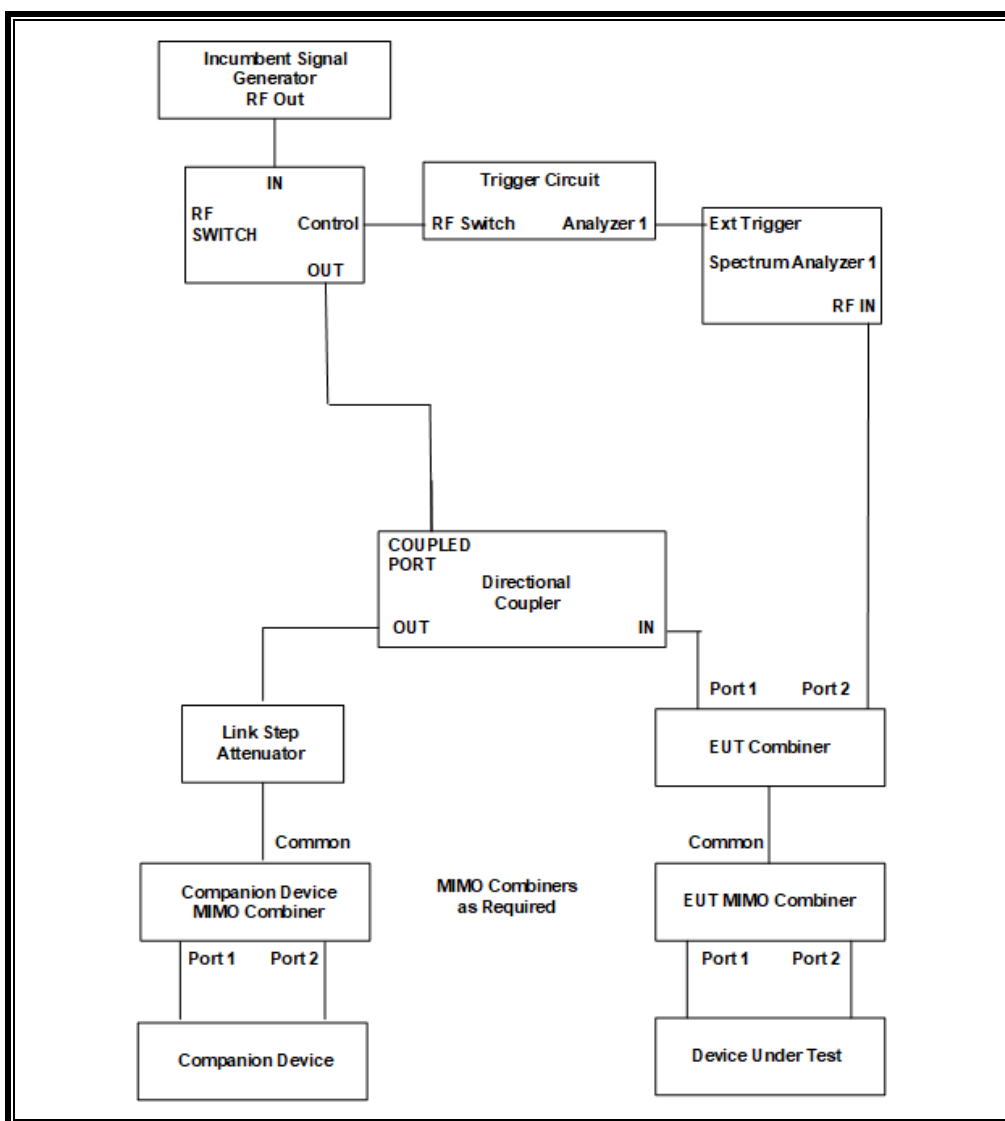 Incumbent Signal
Generator
RF Out
IN
RF
SWITCH
Control
OUT
Trigger Circuit
RF Switch
Analyzer 1
Ext Trigger
Spectrum Analyzer 1
RF IN
COUPLED
PORT
Directional
Coupler
OUT
IN
Port 1
Port 2
Link Step
Attenuator
EUT Combiner
Common
Common
Companion Device
MIMO Combiner
MIMO Combiners
as Required
EUT MIMO Combiner
Port 1
Port 2
Port 1
Port 2
Companion Device
Device Under Test